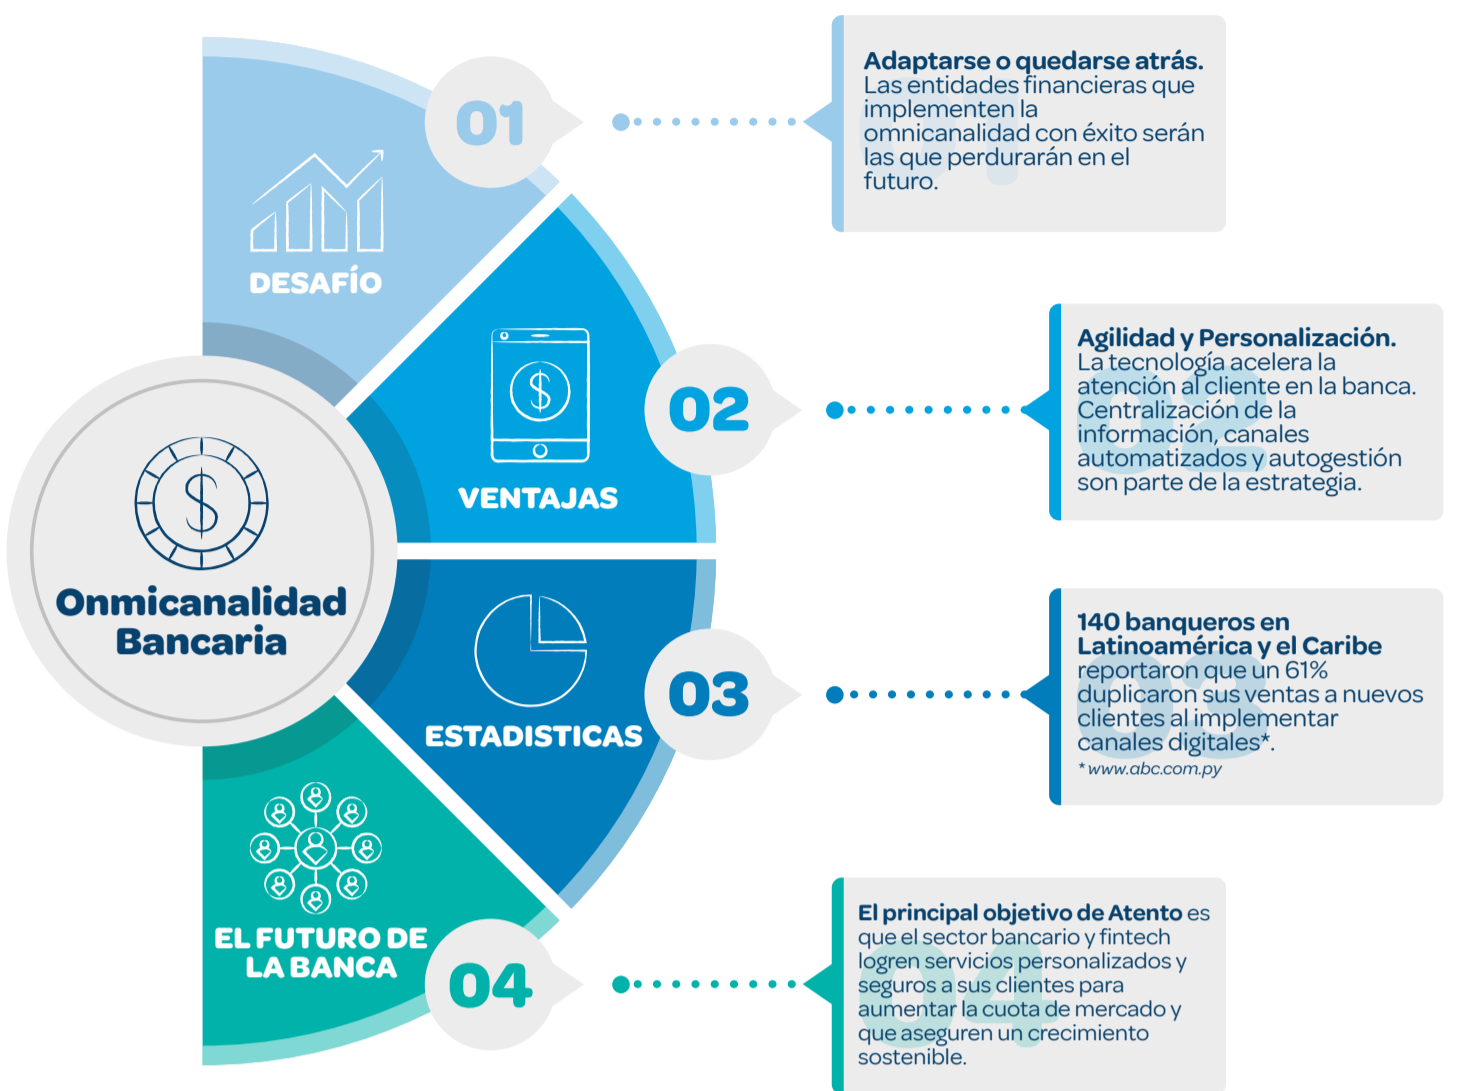 Onmicanalidad
Bancaria
DESAFÍO
01
Adaptarse o quedarse atrás.
Las entidades financieras que
implementen la
omnicanalidad con éxito serán
las que perdurarán en el
futuro.
01
VENTAJAS
02
Agilidad y Personalización.
La tecnología acelera la
atención al cliente en la banca.
Centralización de la
información, canales
automatizados y autogestión
son parte de la estrategia.
02
ESTADISTICAS
03
140 banqueros en
Latinoamérica y el Caribe
reportaron que un 61%
duplicaron sus ventas a nuevos
clientes al implementar
canales digitales*.
* www.abc.com.py
03
EL FUTURO DE
LA BANCA
04
El principal objetivo de Atento es
que el sector bancario y fintech
logren servicios personalizados y
seguros a sus clientes para
aumentar la cuota de mercado y
que aseguren un crecimiento
sostenible.
04